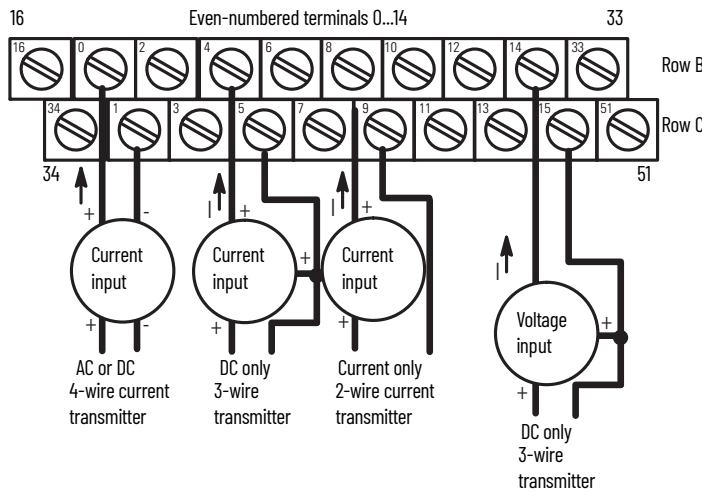 16 Even-numbered terminals 0...14 33
16 0 2 4 6 8 10 12 14 33
Row B
34 1 3 5 7 9 11 13 15 51
Row C
34 51
+ - I + I + I
Current input
Current input
+
Current input
Voltage input
+
+ - + + +
AC or DC
4-wire current
transmitter
DC only
3-wire
transmitter
Current only
2-wire current
transmitter
DC only
3-wire
transmitter